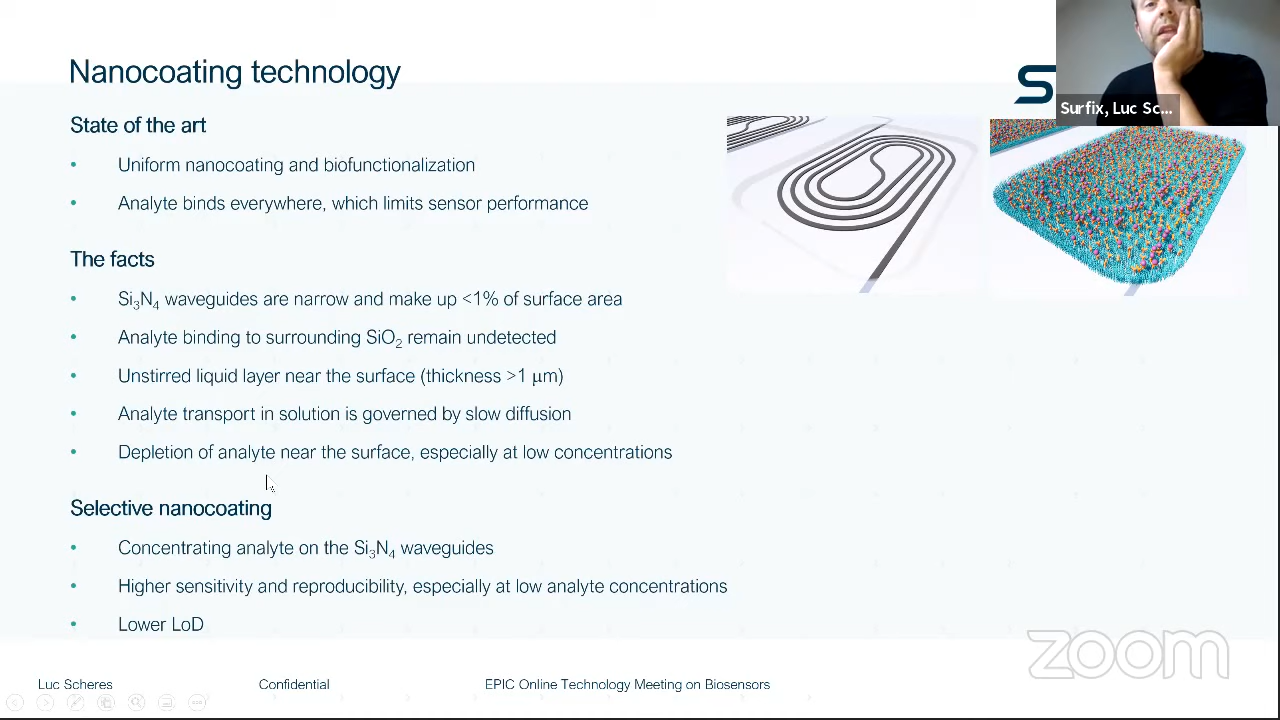 Nanocoating technology
S
Surfix, Luc Sc...
State of the art
• Uniform nanocoating and biofunctionalization
• Analyte binds everywhere, which limits sensor performance
The facts
• Si₃N₄ waveguides are narrow and make up <1% of surface area
• Analyte binding to surrounding SiO₂ remain undetected
• Unstirred liquid layer near the surface (thickness >1 μm)
• Analyte transport in solution is governed by slow diffusion
• Depletion of analyte near the surface, especially at low concentrations
Selective nanocoating
• Concentrating analyte on the Si₃N₄ waveguides
• Higher sensitivity and reproducibility, especially at low analyte concentrations
• Lower LoD
zoom
Luc Scheres Confidential EPIC Online Technology Meeting on Biosensors